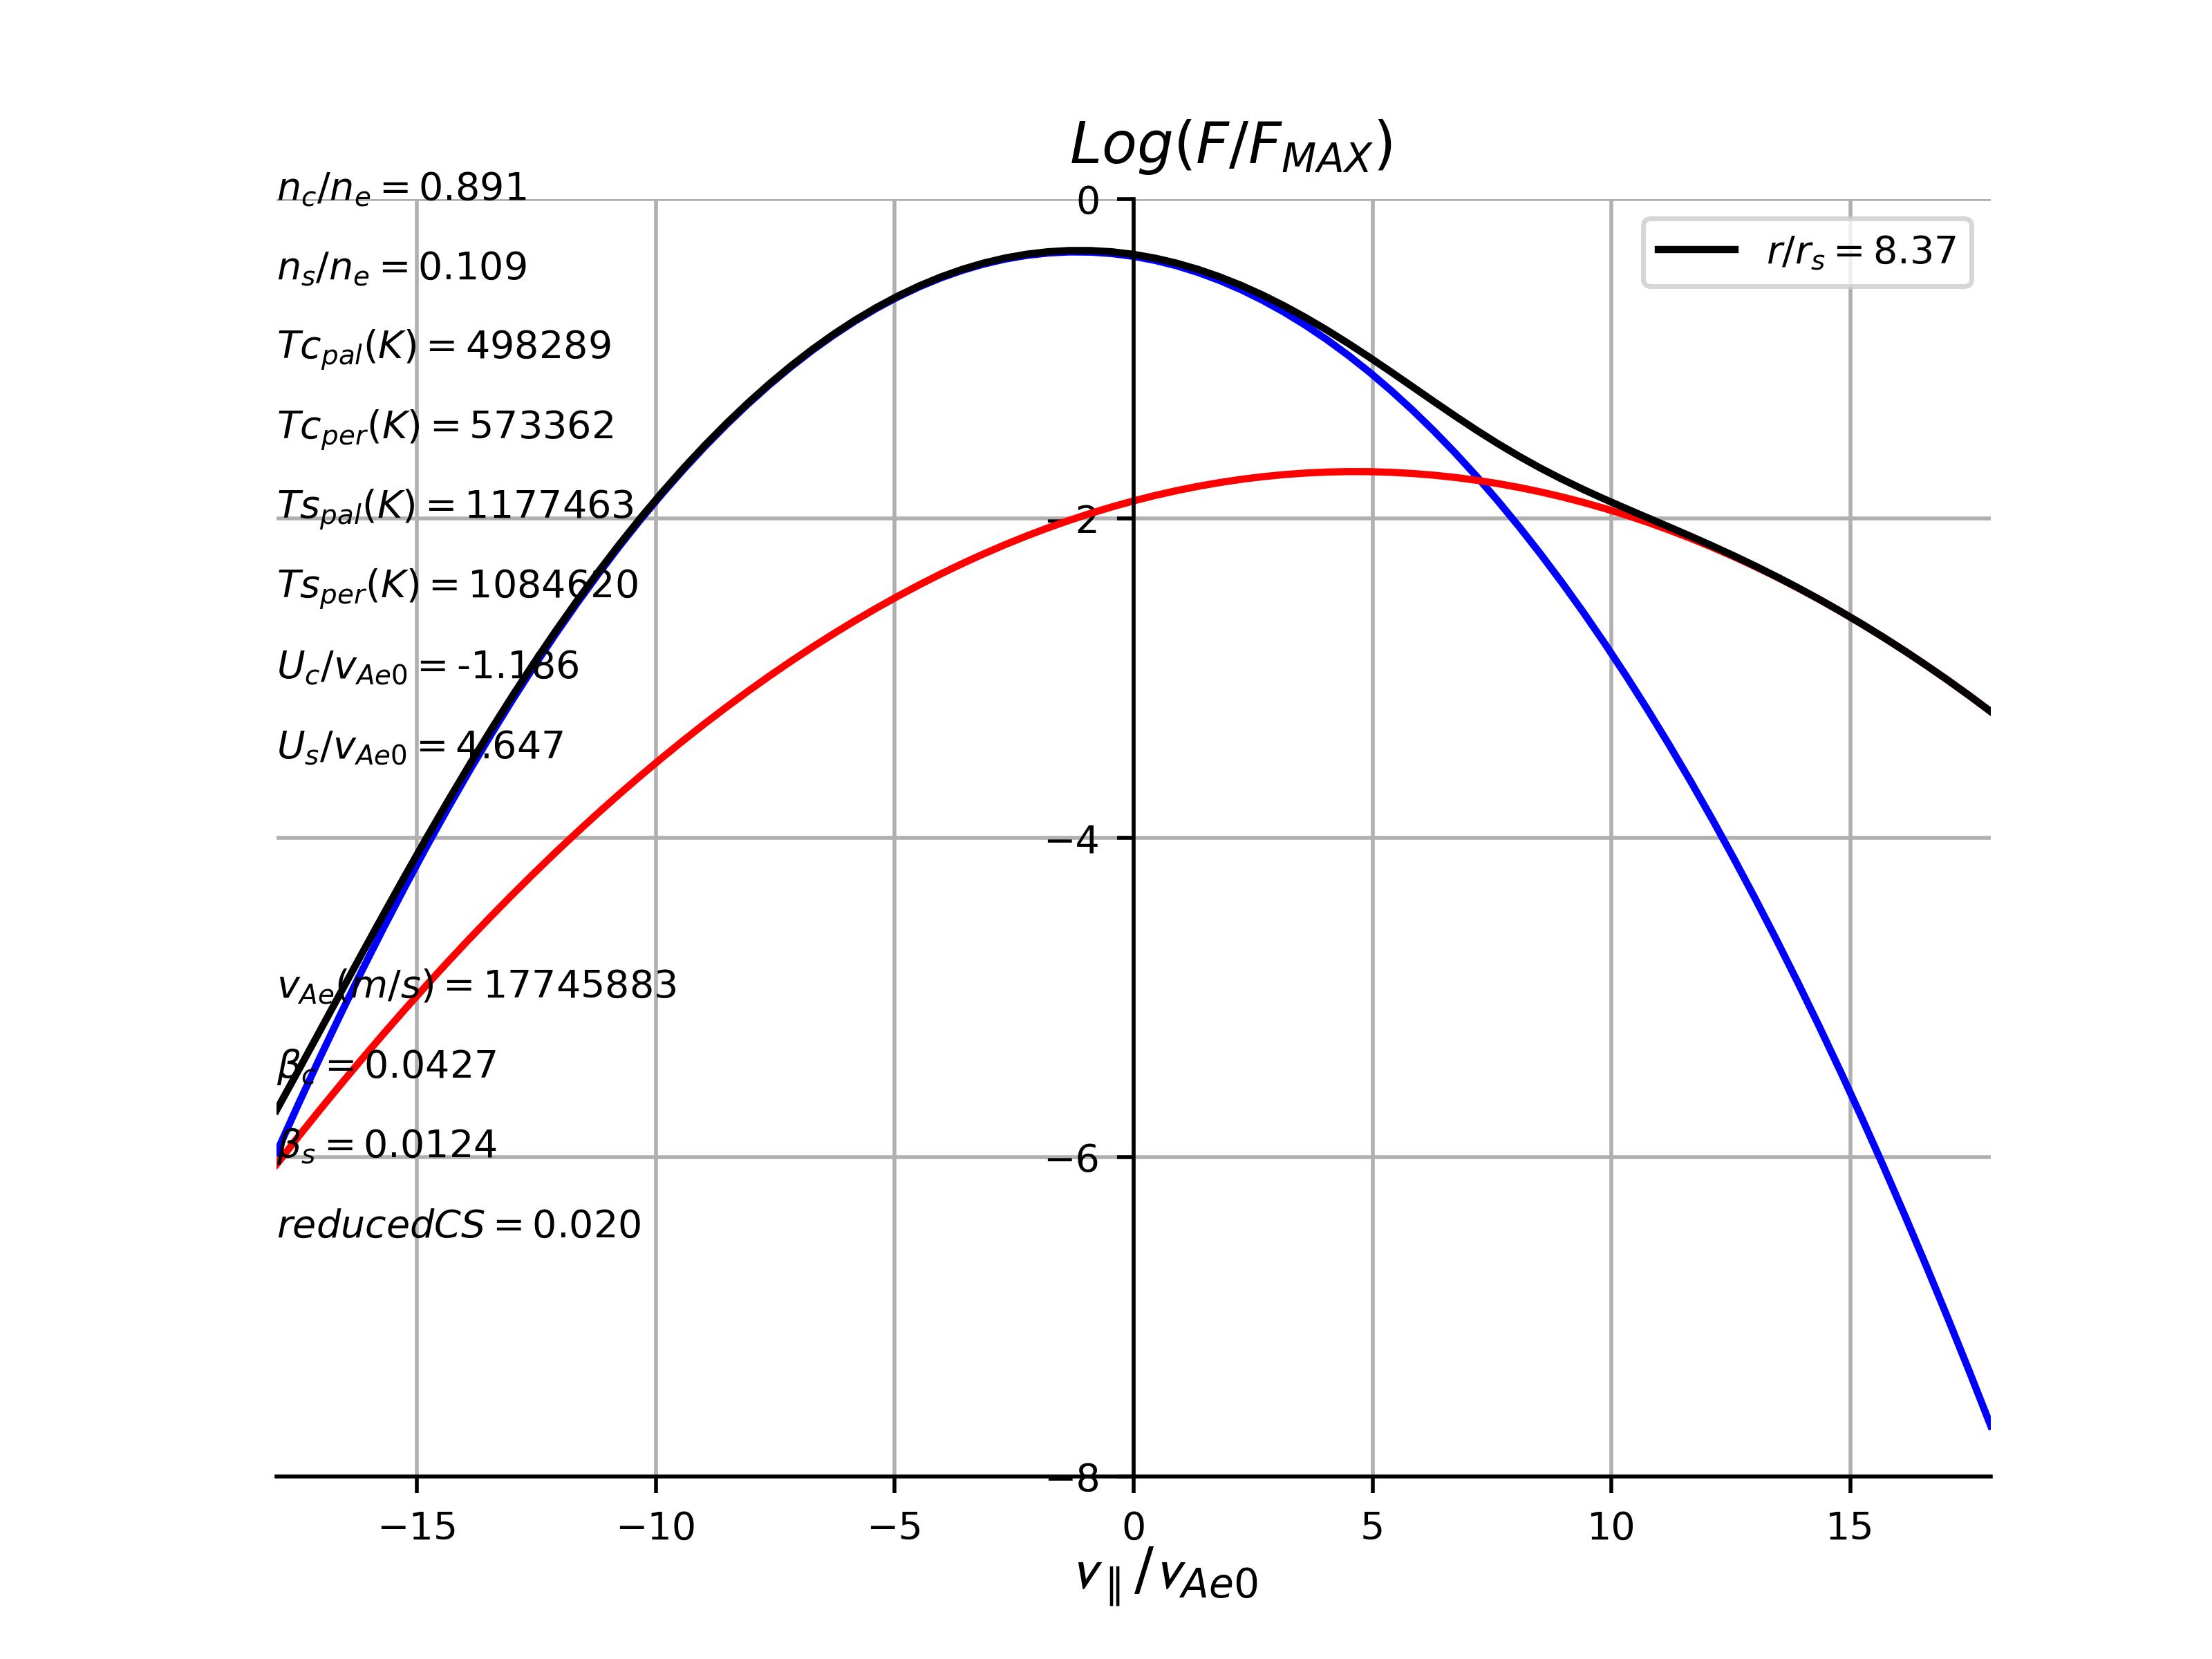 Log(F/F_MAX)
n_c/n_e = 0.891
n_s/n_e = 0.109
Tc_pal(K) = 498289
Tc_per(K) = 573362
Ts_pal(K) = 1177463
Ts_per(K) = 1084620
U_c/v_Ae0 = -1.186
U_s/v_Ae0 = 4.647
v_Ae(m/s) = 17745883
β_c = 0.0427
β_s = 0.0124
reducedCS = 0.020
r/r_s = 8.37
0
−2
−4
−6
−8
−15 −10 −5 0 5 10 15
v_∥/v_Ae0